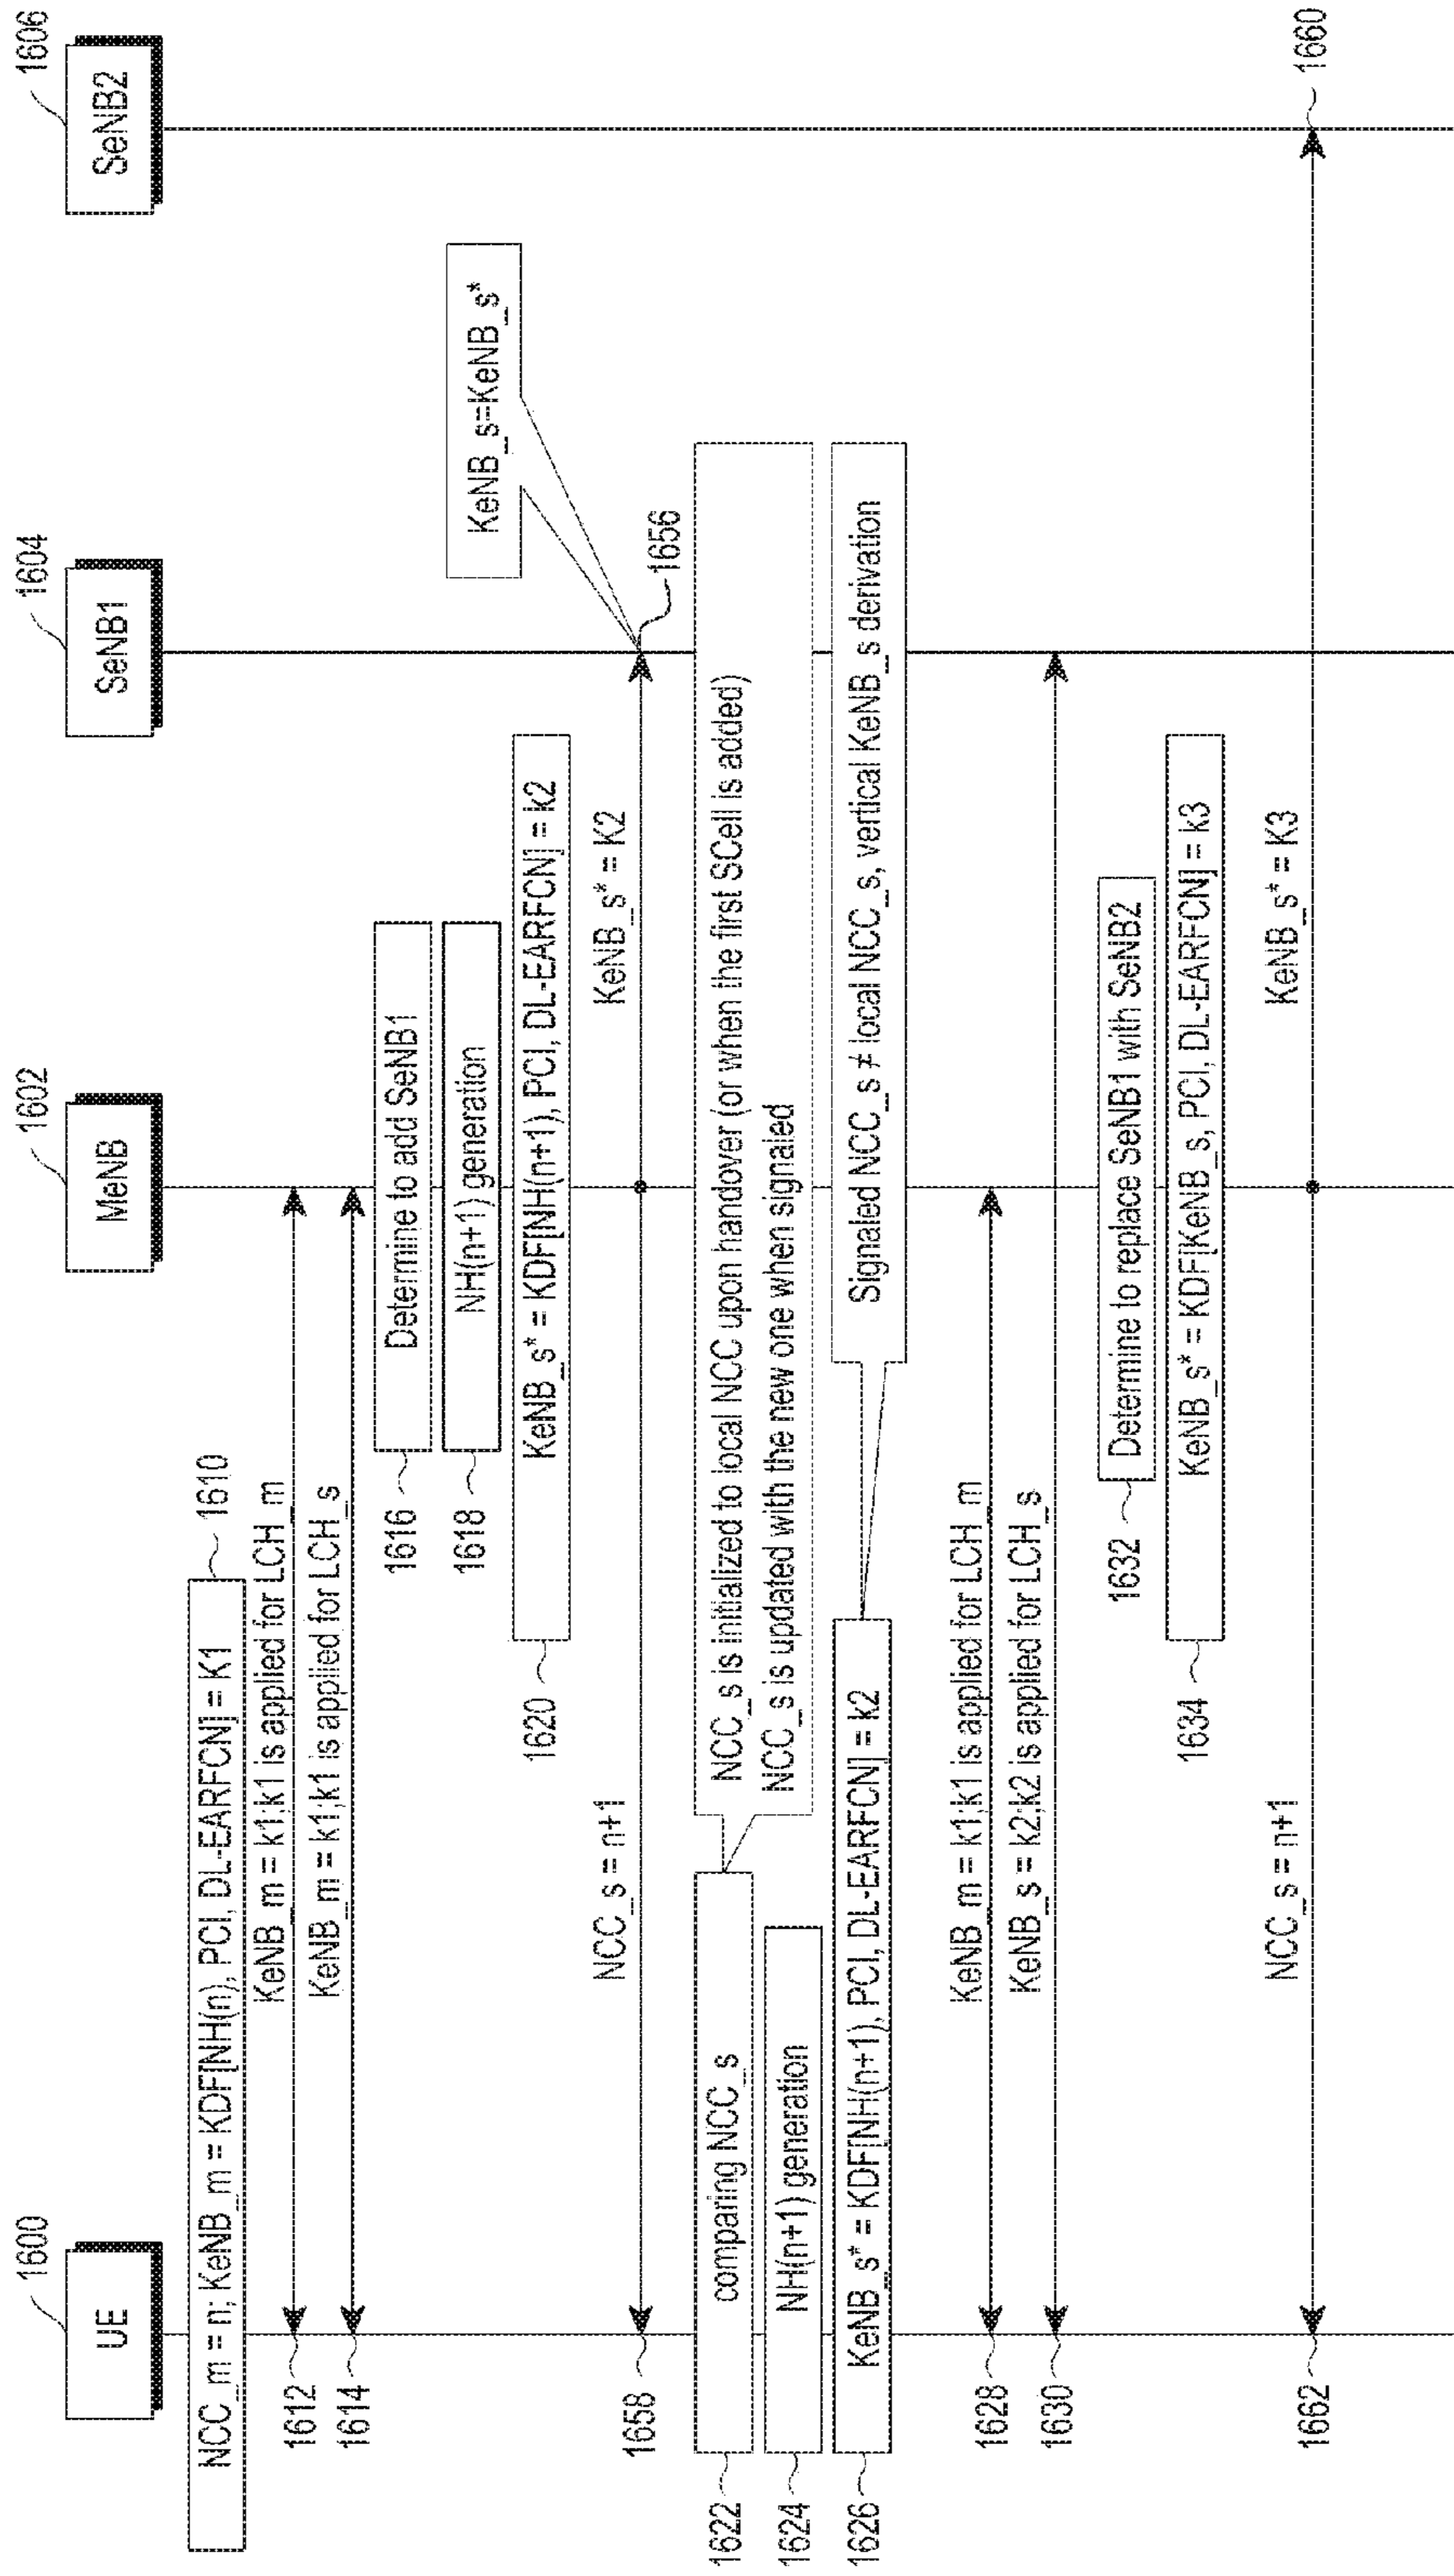 1600
1602
1604
1606
UE
MeNB
SeNB1
SeNB2
NCC_m = n; KeNB_m = KDF[NH(n), PCI, DL-EARFCN] = K1
1610
KeNB_m = k1;k1 is applied for LCH_m
1612
KeNB_m = k1;k1 is applied for LCH_s
1614
Determine to add SeNB1
1616
NH(n+1) generation
1618
KeNB_s* = KDF[NH(n+1), PCI, DL-EARFCN] = k2
1620
KeNB_s=KeNB_s*
NCC_s = n+1
KeNB_s* = K2
1658
1656
comparing NCC_s
NCC_s is initialized to local NCC upon handover (or when the first SCell is added)
NCC_s is updated with the new one when signaled
1622
NH(n+1) generation
1624
KeNB_s* = KDF[NH(n+1), PCI, DL-EARFCN] = k2
Signaled NCC_s ≠ local NCC_s, vertical KeNB_s derivation
1626
KeNB_m = k1;k1 is applied for LCH_m
1628
KeNB_s = k2;k2 is applied for LCH_s
1630
Determine to replace SeNB1 with SeNB2
1632
KeNB_s* = KDF[KeNB_s, PCI, DL-EARFCN] = k3
1634
NCC_s = n+1
KeNB_s* = K3
1662
1660